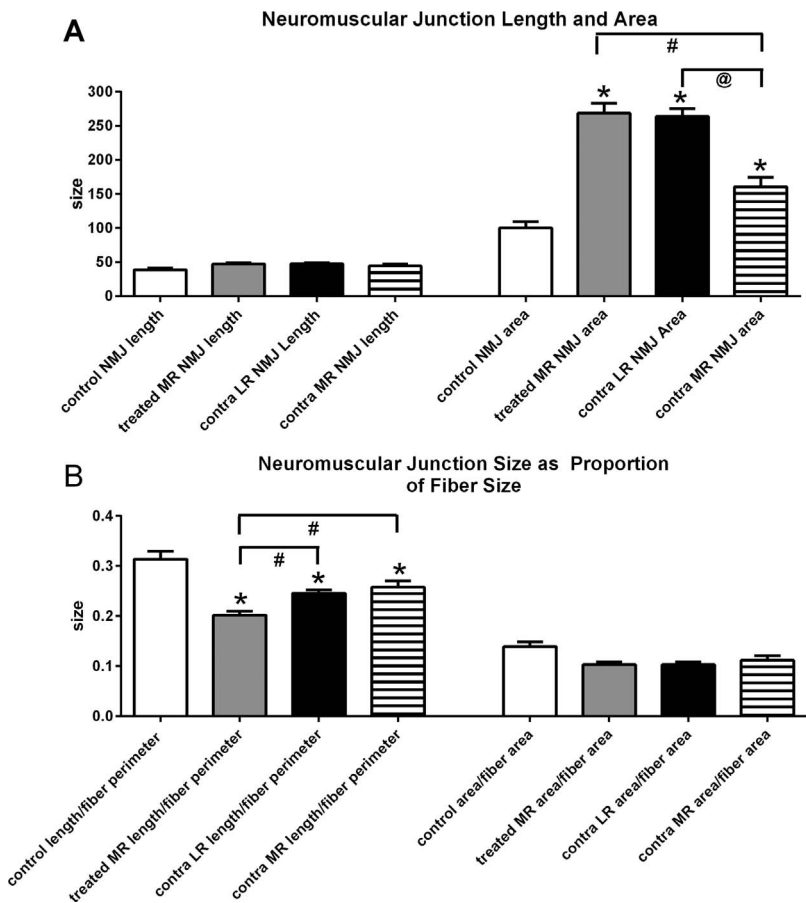 A
Neuromuscular Junction Length and Area
#
@
300
250
200
150
100
50
0
size
* * *
control NMJ length
treated MR NMJ length
contra LR NMJ Length
contra MR NMJ length
control NMJ area
treated MR NMJ area
contra LR NMJ Area
contra MR NMJ area
B
Neuromuscular Junction Size as Proportion
of Fiber Size
0.4
0.3
0.2
0.1
0.0
size
#
#
* * *
control length/fiber perimeter
treated MR length/fiber perimeter
contra LR length/fiber perimeter
contra MR length/fiber perimeter
control area/fiber area
treated MR area/fiber area
contra LR area/fiber area
contra MR area/fiber area